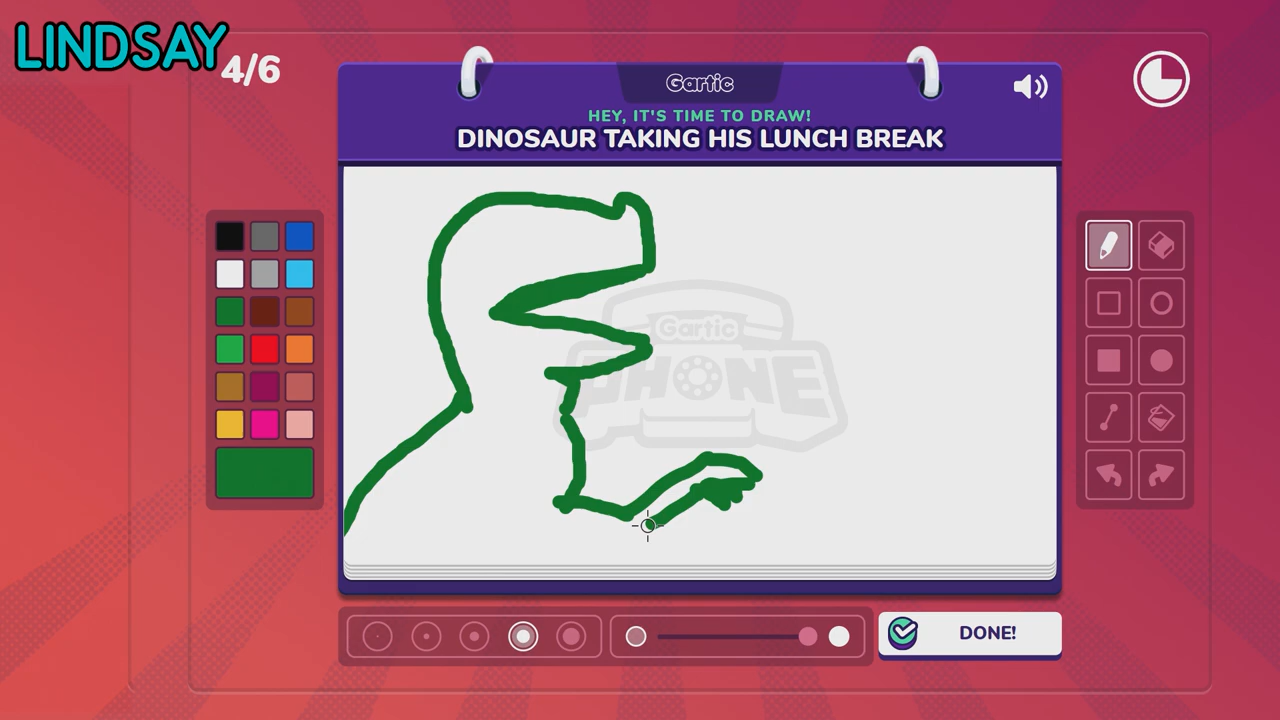 LINDSAY
4/6
Gartic
HEY, IT'S TIME TO DRAW!
DINOSAUR TAKING HIS LUNCH BREAK
Gartic
PHONE
DONE!